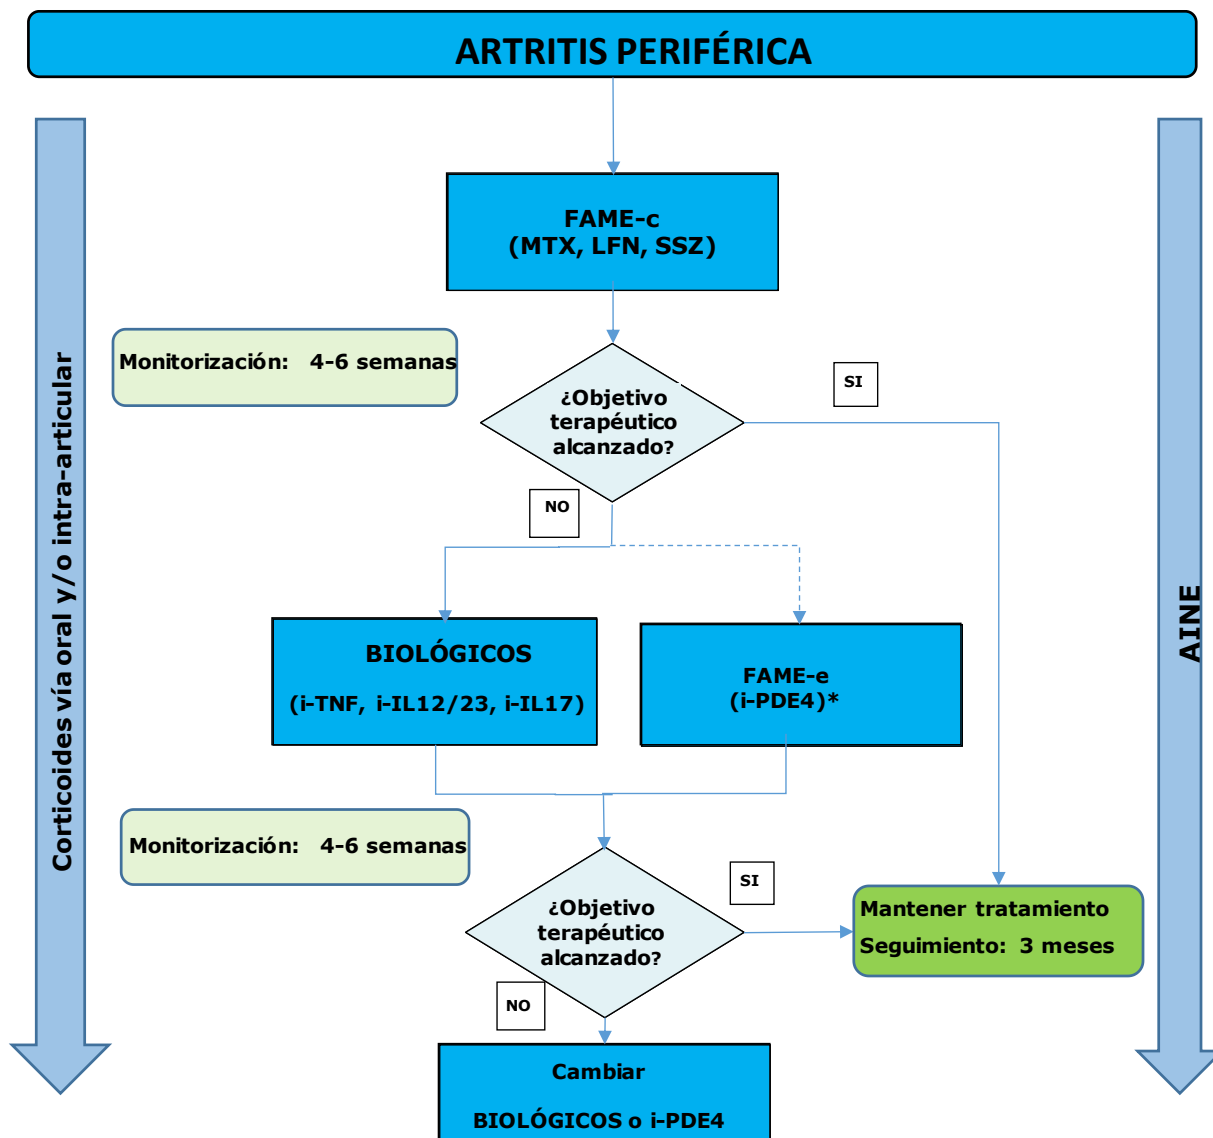 ARTRITIS PERIFÉRICA
FAME-c
(MTX, LFN, SSZ)
Monitorización: 4-6 semanas
¿Objetivo
terapéutico
alcanzado?
SI
NO
Corticoides vía oral y/o intra-articular
AINE
BIOLÓGICOS
(i-TNF, i-IL12/23, i-IL17)
FAME-e
(i-PDE4)*
Monitorización: 4-6 semanas
¿Objetivo
terapéutico
alcanzado?
SI
Mantener tratamiento
Seguimiento: 3 meses
NO
Cambiar
BIOLÓGICOS o i-PDE4